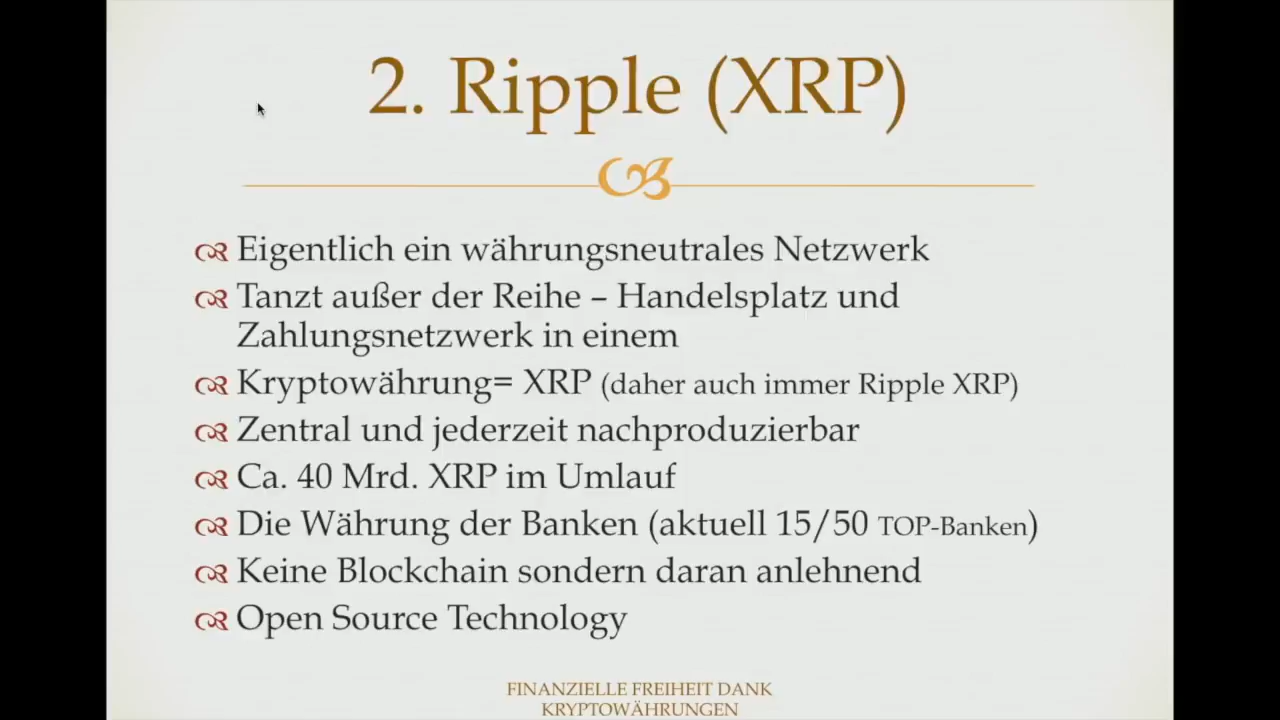 2. Ripple (XRP)
Eigentlich ein währungsneutrales Netzwerk
Tanzt außer der Reihe – Handelsplatz und
Zahlungsnetzwerk in einem
Kryptowährung= XRP (daher auch immer Ripple XRP)
Zentral und jederzeit nachproduzierbar
Ca. 40 Mrd. XRP im Umlauf
Die Währung der Banken (aktuell 15/50 TOP-Banken)
Keine Blockchain sondern daran anlehnend
Open Source Technology
FINANZIELLE FREIHEIT DANK
KRYPTOWÄHRUNGEN